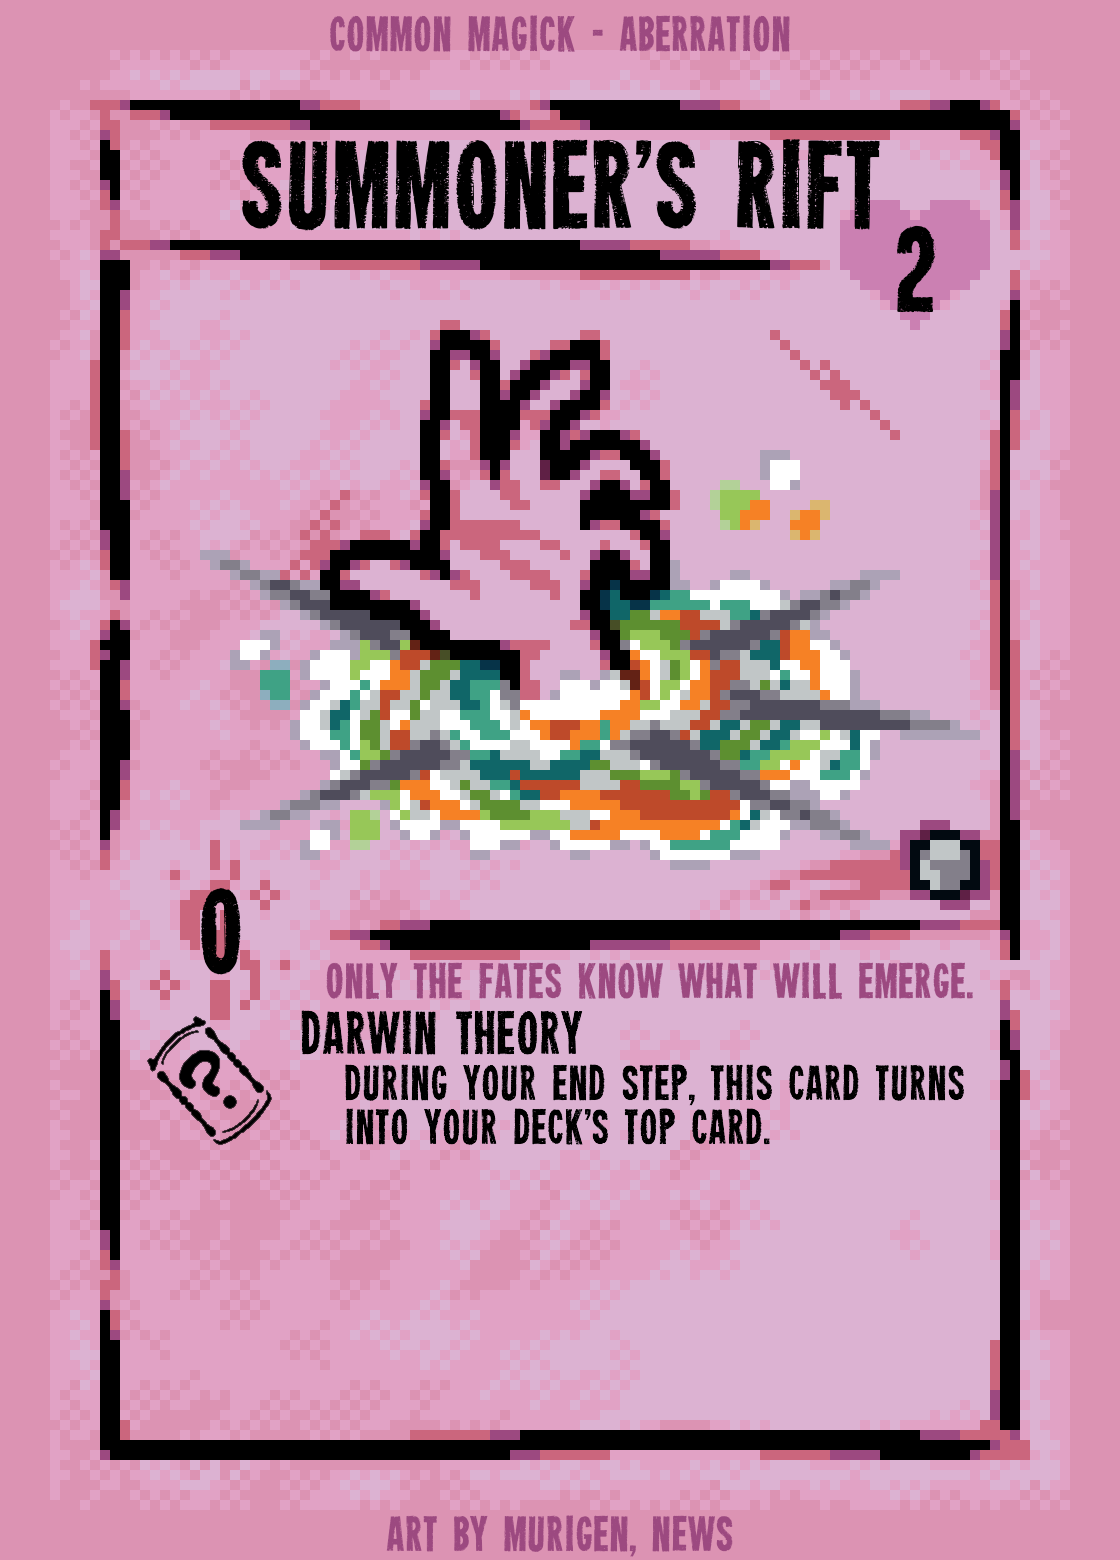 COMMON MAGICK - ABERRATION
SUMMONER'S RIFT
2
0
ONLY THE FATES KNOW WHAT WILL EMERGE.
DARWIN THEORY
?
DURING YOUR END STEP, THIS CARD TURNS
INTO YOUR DECK'S TOP CARD.
ART BY MURIGEN, NEWS